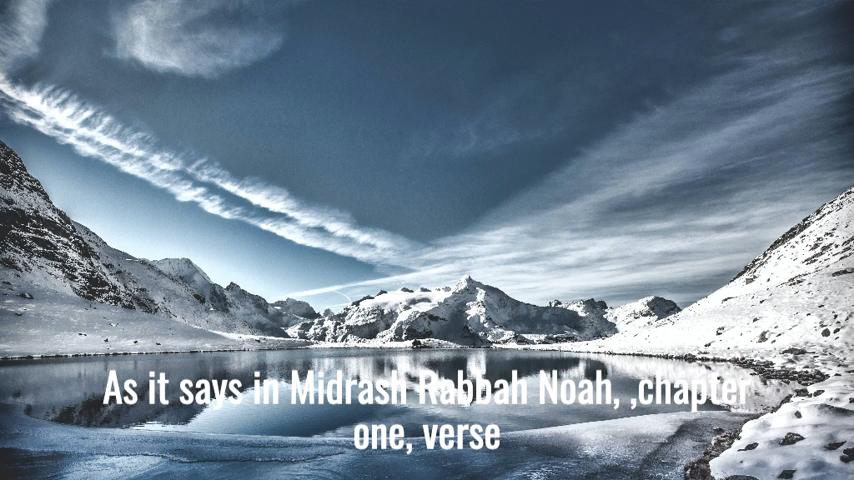 As it says in Midrash Rabbah Noah, ,chapter
one, verse